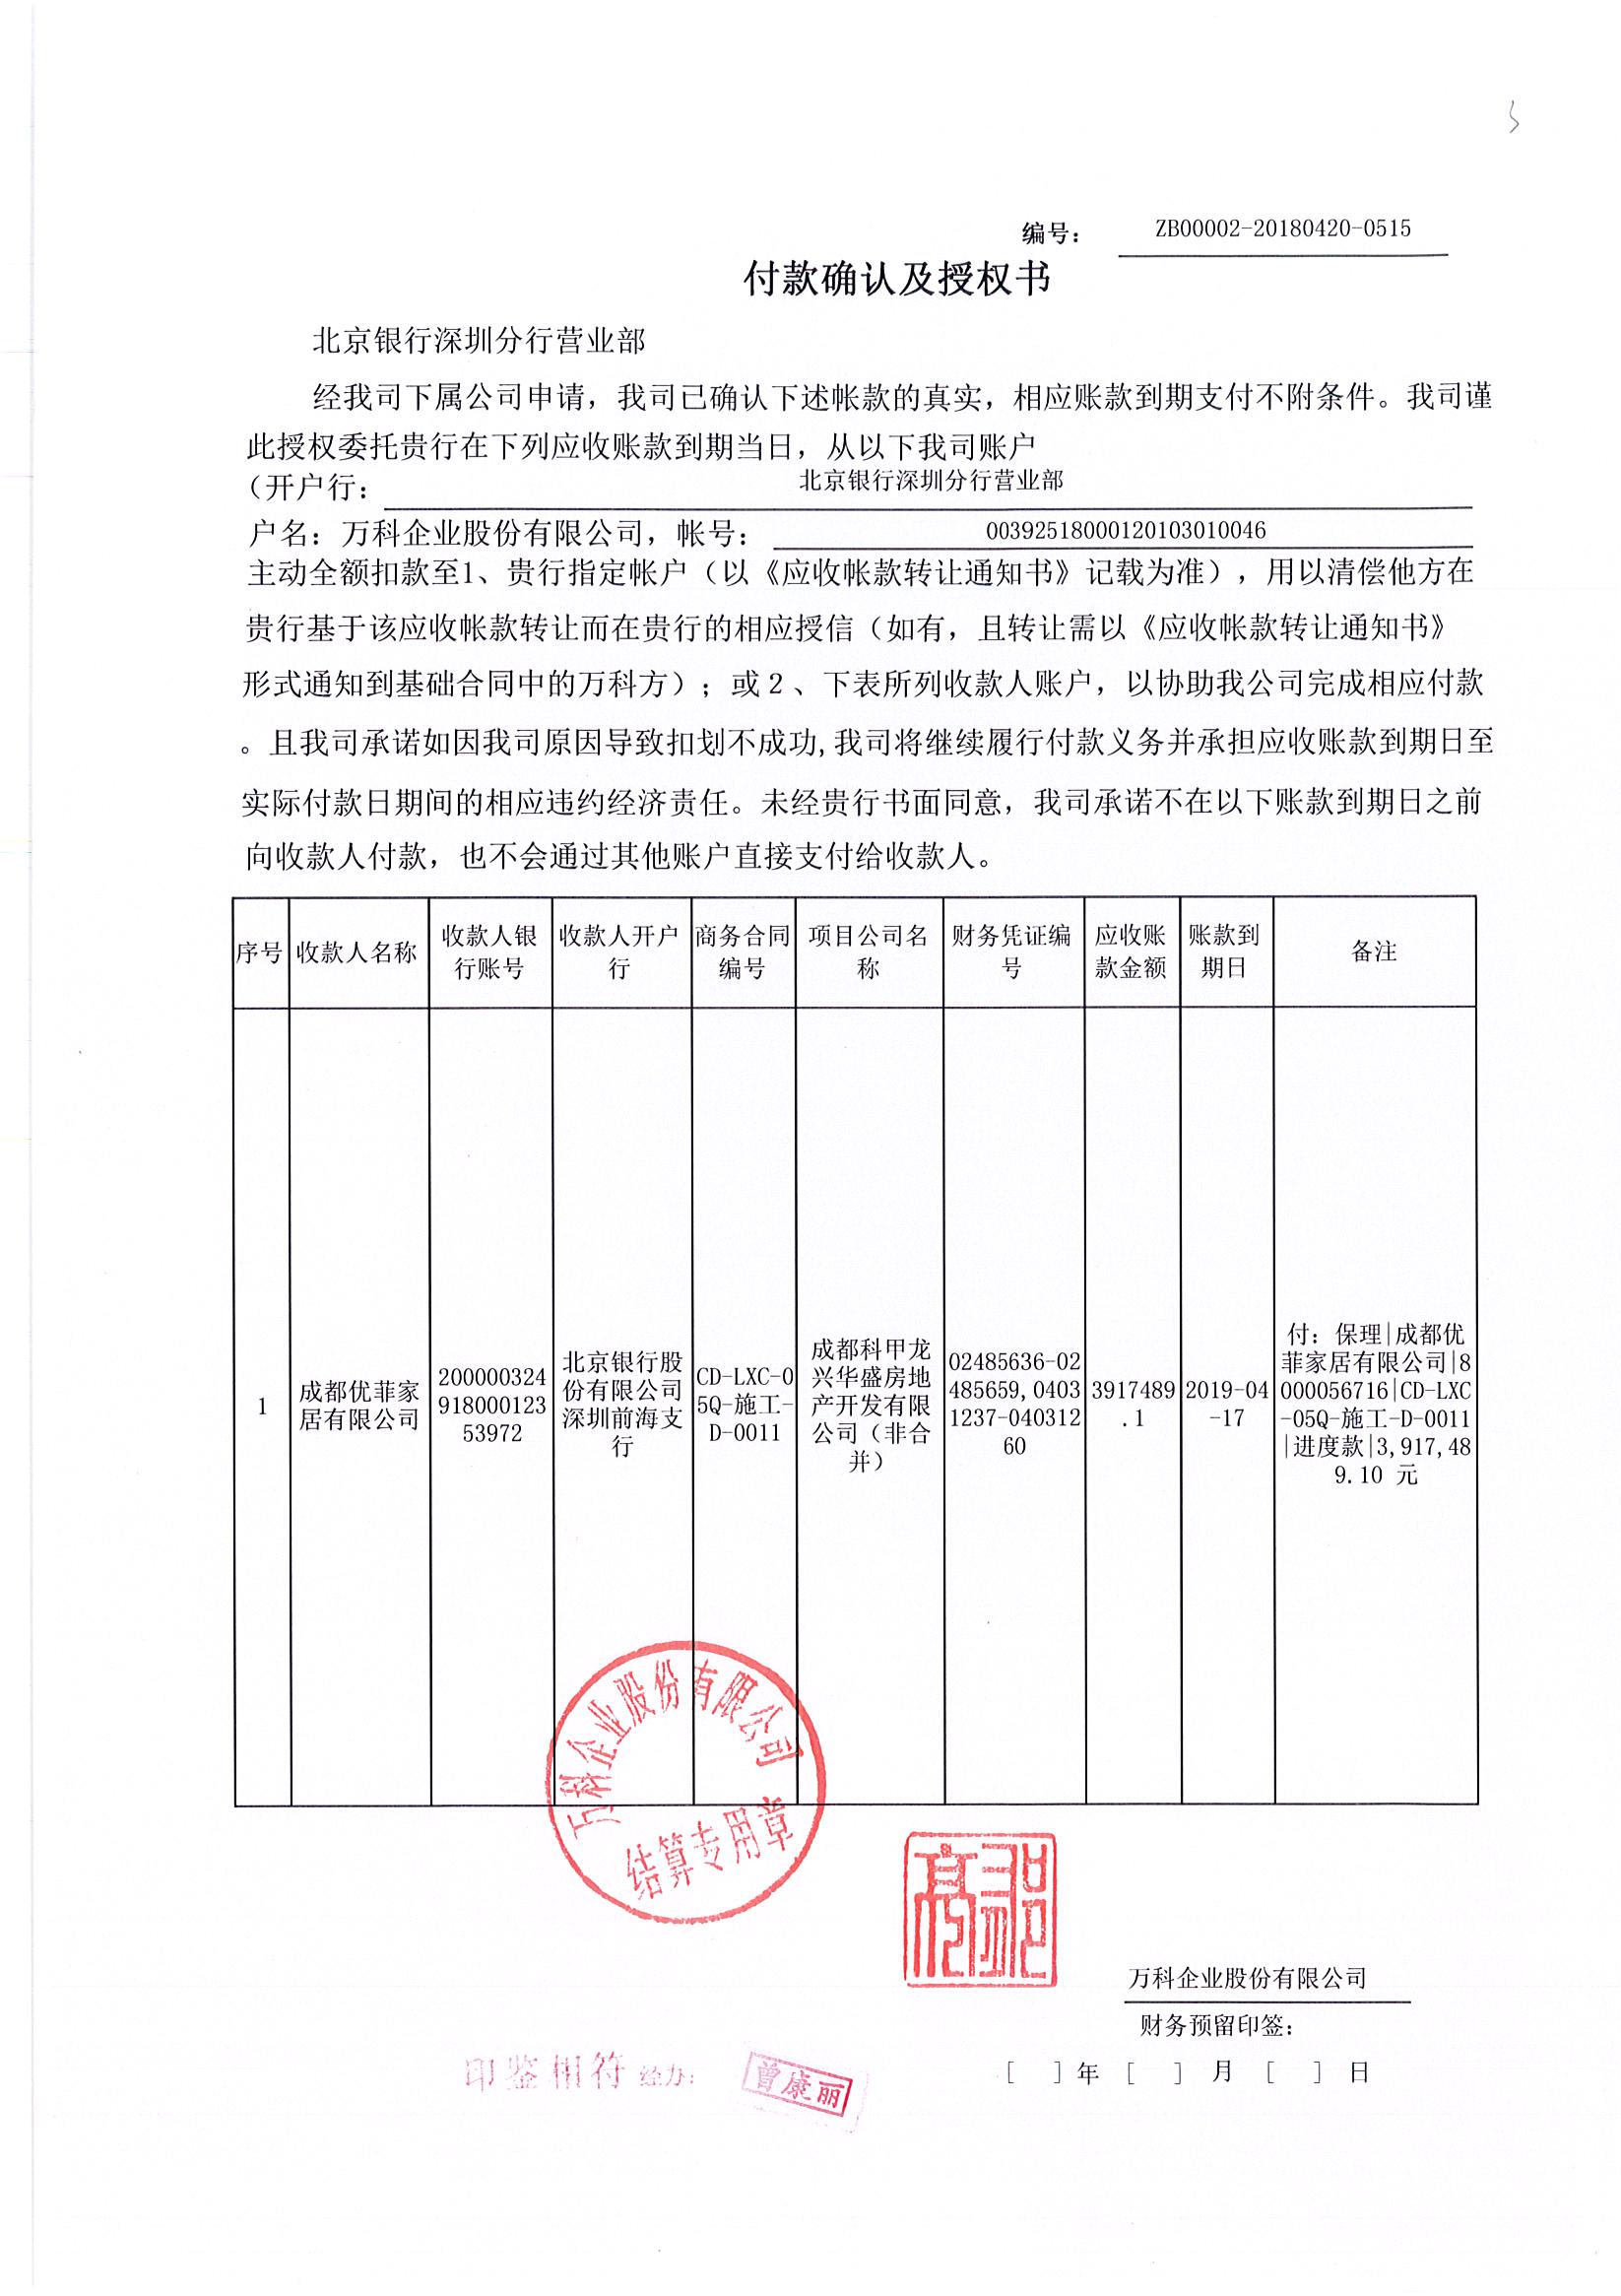 编号： ZB00002-20180420-0515
付款确认及授权书
北京银行深圳分行营业部
经我司下属公司申请，我司已确认下述帐款的真实，相应账款到期支付不附条件。我司谨
此授权委托贵行在下列应收账款到期当日，从以下我司账户
（开户行： 北京银行深圳分行营业部
户名：万科企业股份有限公司，帐号： 00392518000120103010046
主动全额扣款至1、贵行指定帐户（以《应收帐款转让通知书》记载为准），用以清偿他方在
贵行基于该应收帐款转让而在贵行的相应授信（如有，且转让需以《应收帐款转让通知书》
形式通知到基础合同中的万科方）；或2、下表所列收款人账户，以协助我公司完成相应付款
。且我司承诺如因我司原因导致扣划不成功,我司将继续履行付款义务并承担应收账款到期日至
实际付款日期间的相应违约经济责任。未经贵行书面同意，我司承诺不在以下账款到期日之前
向收款人付款，也不会通过其他账户直接支付给收款人。
序号
收款人名称
收款人银
行账号
收款人开户
行
商务合同
编号
项目公司名
称
财务凭证编
号
应收账
款金额
账款到
期日
备注
1
成都优菲家
居有限公司
200000324
918000123
53972
北京银行股
份有限公司
深圳前海支
行
CD-LXC-0
5Q-施工-
D-0011
成都科甲龙
兴华盛房地
产开发有限
公司（非合
并）
02485636-02
485659,0403
1237-040312
60
3917489
.1
2019-04
-17
付：保理|成都优
菲家居有限公司|8
000056716|CD-LXC
-05Q-施工-D-0011
|进度款|3,917,48
9.10 元
万科企业股份有限公司
结算专用章
万科企业股份有限公司
财务预留印签：
[ ]年[ ]月[ ]日
印鉴相符 经办：
曾康丽